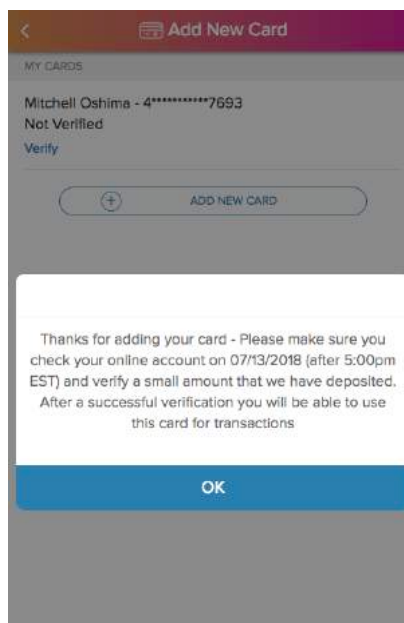 Add New Card
MY CARDS
Mitchell Oshima - 4***********7693
Not Verified
Verify
ADD NEW CARD
Thanks for adding your card - Please make sure you
check your online account on 07/13/2018 (after 5:00pm
EST) and verify a small amount that we have deposited.
After a successful verification you will be able to use
this card for transactions
OK